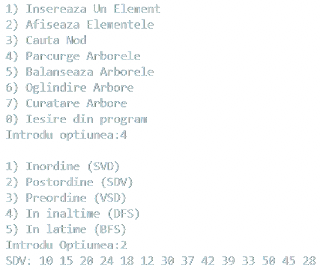 1) Insereaza Un Element
2) Afiseaza Elementele
3) Cauta Nod
4) Parcurge Arborele
5) Balanseaza Arborele
6) Oglindire Arbore
7) Curatare Arbore
0) Iesire din program
Introdu optiunea:4
1) Inordine (SVD)
2) Postordine (SDV)
3) Preordine (VSD)
4) In inaltime (DFS)
5) In latime (BFS)
Introdu Optiunea:2
SDV: 10 15 20 24 18 12 30 37 42 39 33 50 45 28